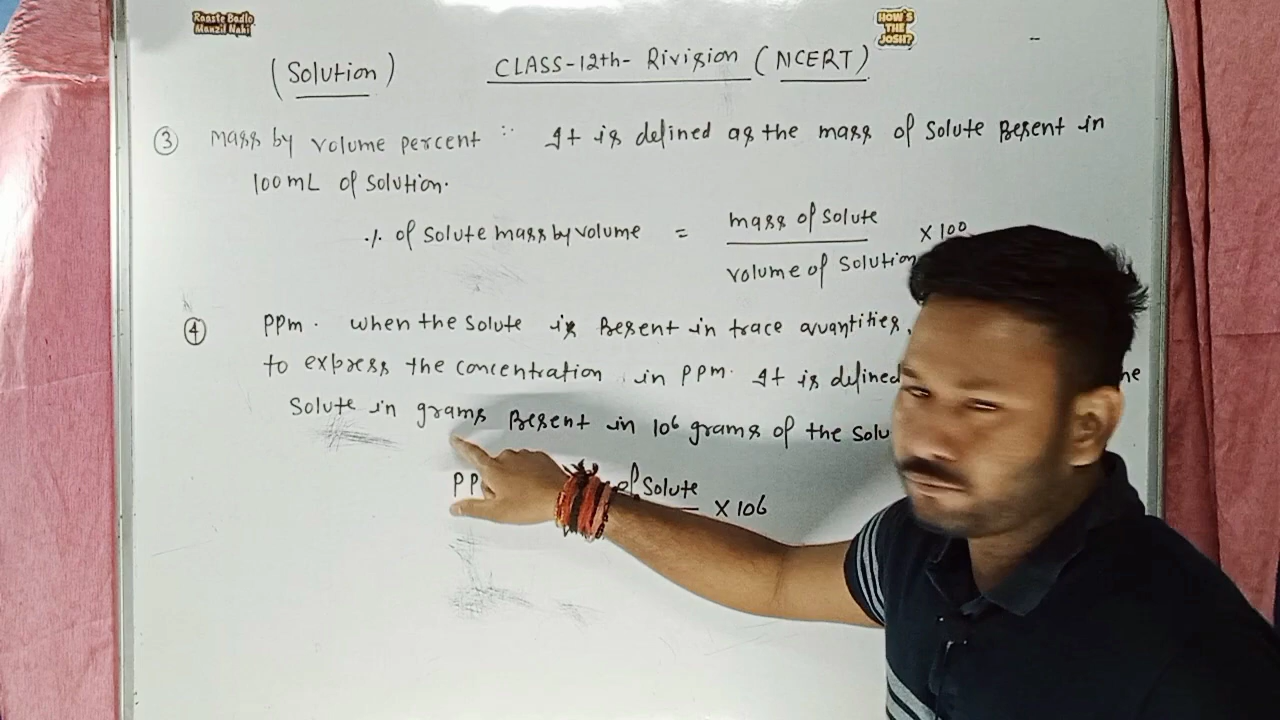 Raaste Badlo
Manzil Nahi
HOW'S
THE
JOSH?
(Solution) CLASS-12th- Rivision (NCERT)
③ Mass by volume percent :- It is defined as the mass of solute Present in
100 mL of solution.
% of solute mass by volume = mass of solute
volume of solution × 100
④ PPm. When the solute is Present in trace quantities,
to express the concentration in PPm. It is defined
Solute in grams Present in 10⁶ grams of the
of Solute × 10⁶